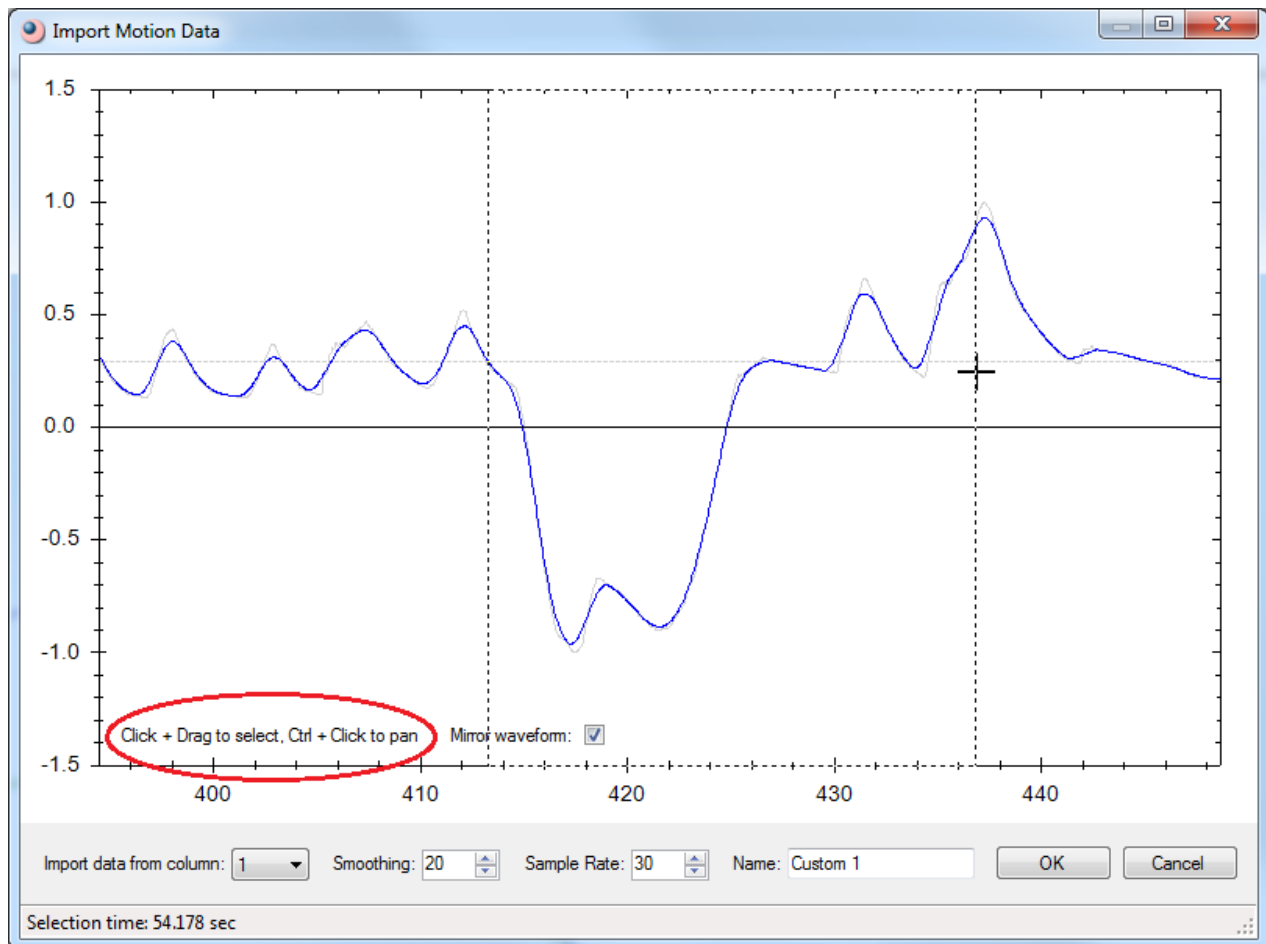 Import Motion Data
1.5
1.0
0.5
0.0
-0.5
-1.0
Click + Drag to select, Ctrl + Click to pan Mirror waveform:
-1.5
400 410 420 430 440
Import data from column: 1 Smoothing: 20 Sample Rate: 30 Name: Custom 1 OK Cancel
Selection time: 54.178 sec